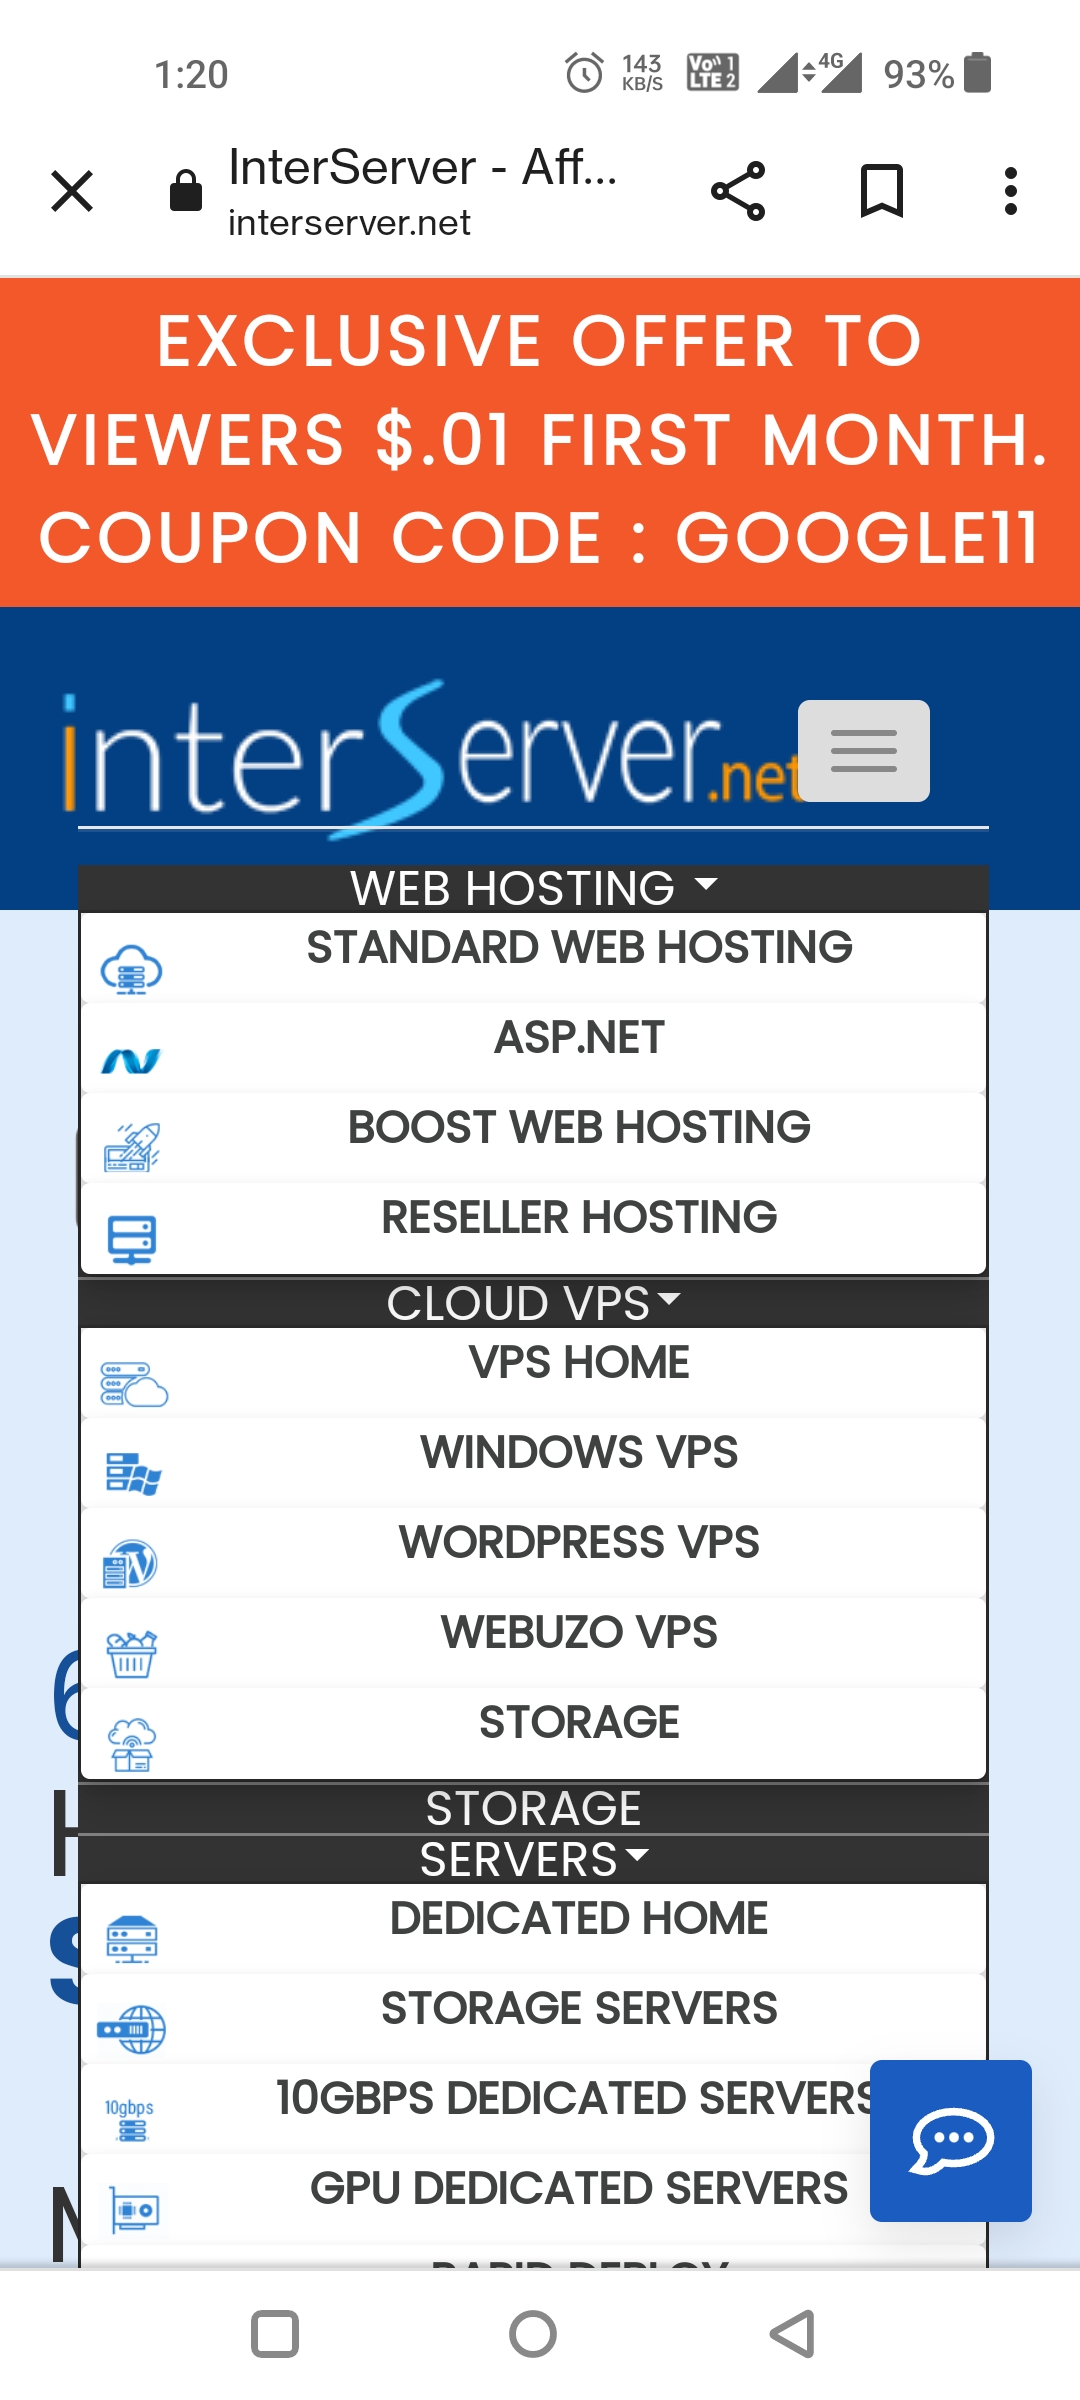 1:20
143
KB/S
Vo 1
LTE 2
4G
93%
InterServer - Aff...
interserver.net
EXCLUSIVE OFFER TO
VIEWERS $.01 FIRST MONTH.
COUPON CODE : GOOGLE11
interServer.net
WEB HOSTING
STANDARD WEB HOSTING
ASP.NET
BOOST WEB HOSTING
RESELLER HOSTING
CLOUD VPS
VPS HOME
WINDOWS VPS
WORDPRESS VPS
WEBUZO VPS
STORAGE
STORAGE
SERVERS
DEDICATED HOME
STORAGE SERVERS
10gbps
10GBPS DEDICATED SERVERS
GPU DEDICATED SERVERS
RAPID DEPLOY